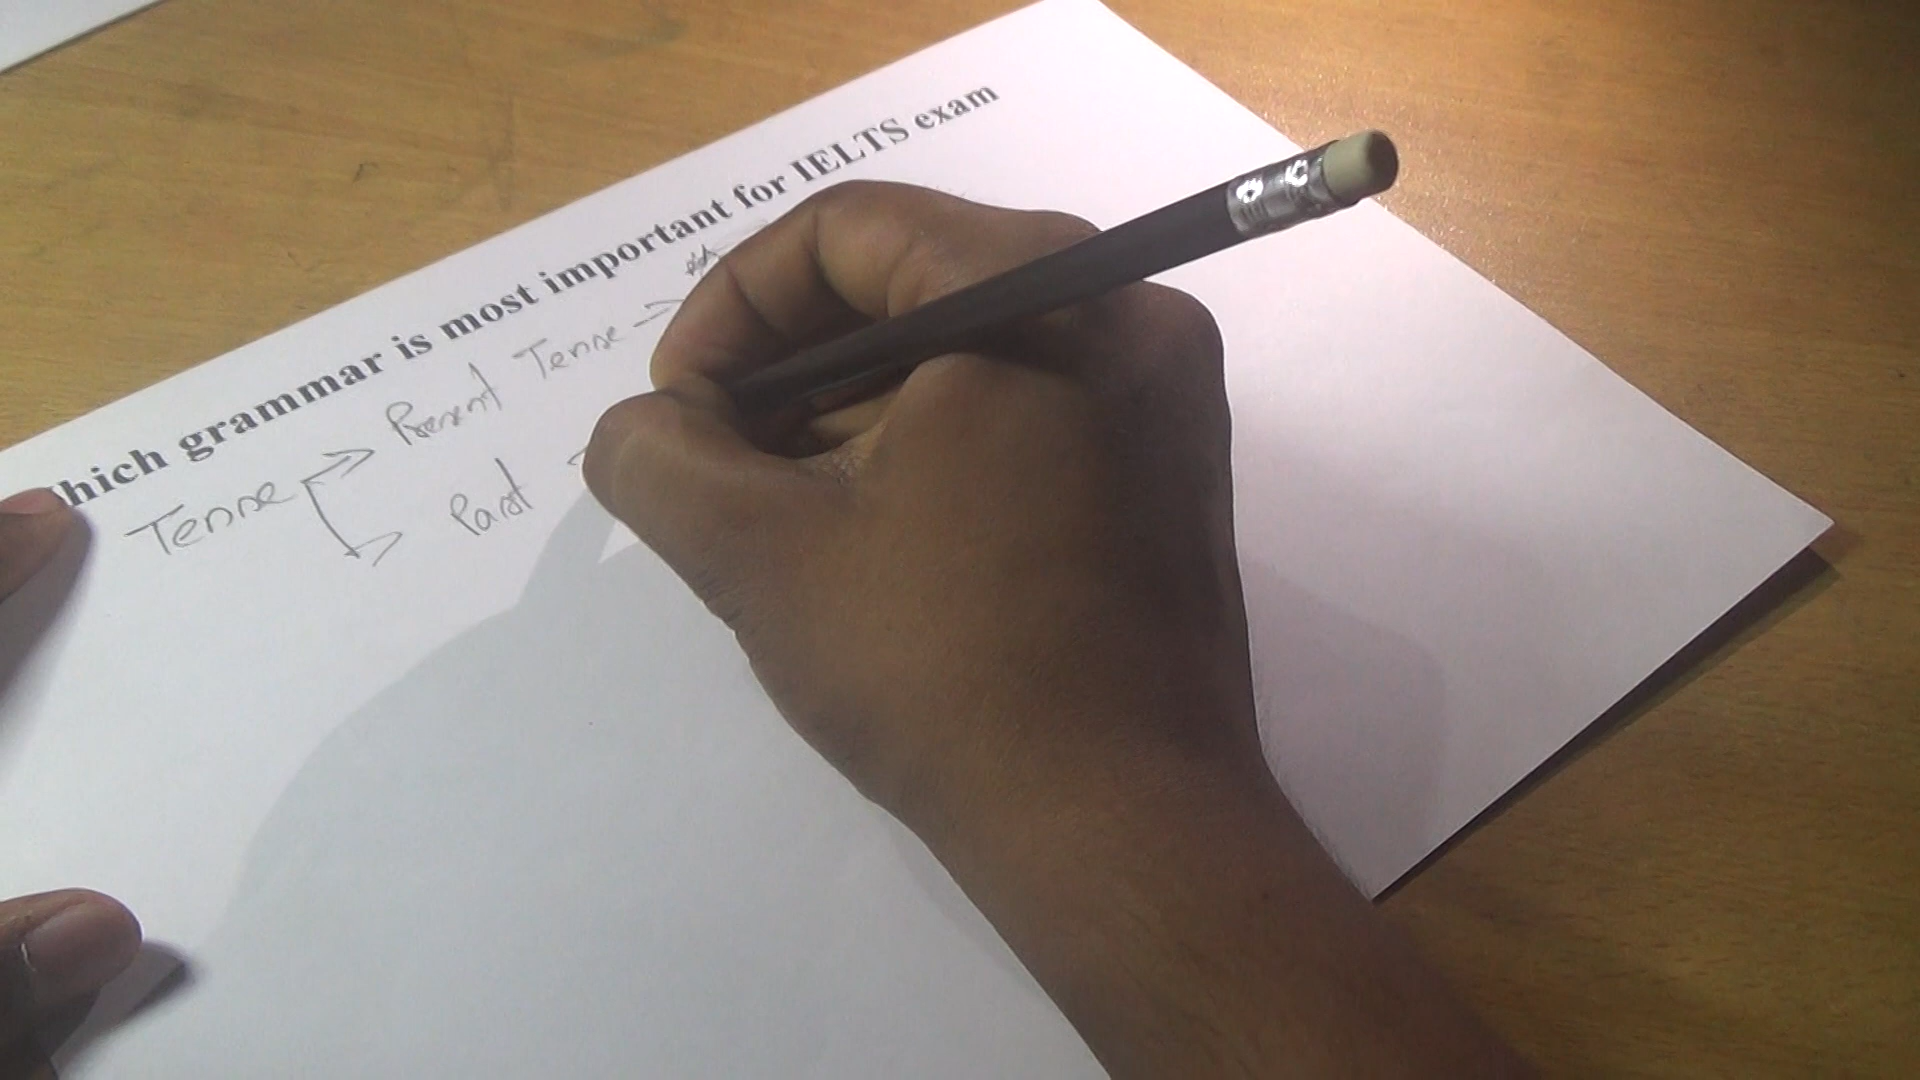 hich grammar is most important for IELTS exam
Tense → Present Tense →
Past